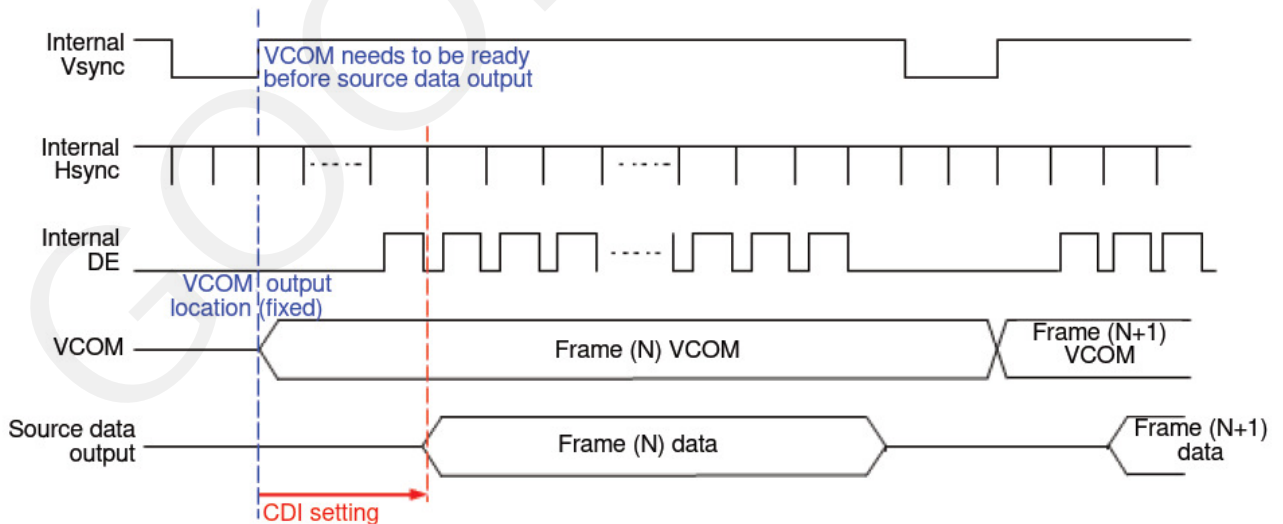 Internal
Vsync
VCOM needs to be ready
before source data output
Internal
Hsync
Internal
DE
VCOM output
location (fixed)
VCOM
Frame (N) VCOM
Frame (N+1)
VCOM
Source data
output
Frame (N) data
Frame (N+1)
data
CDI setting